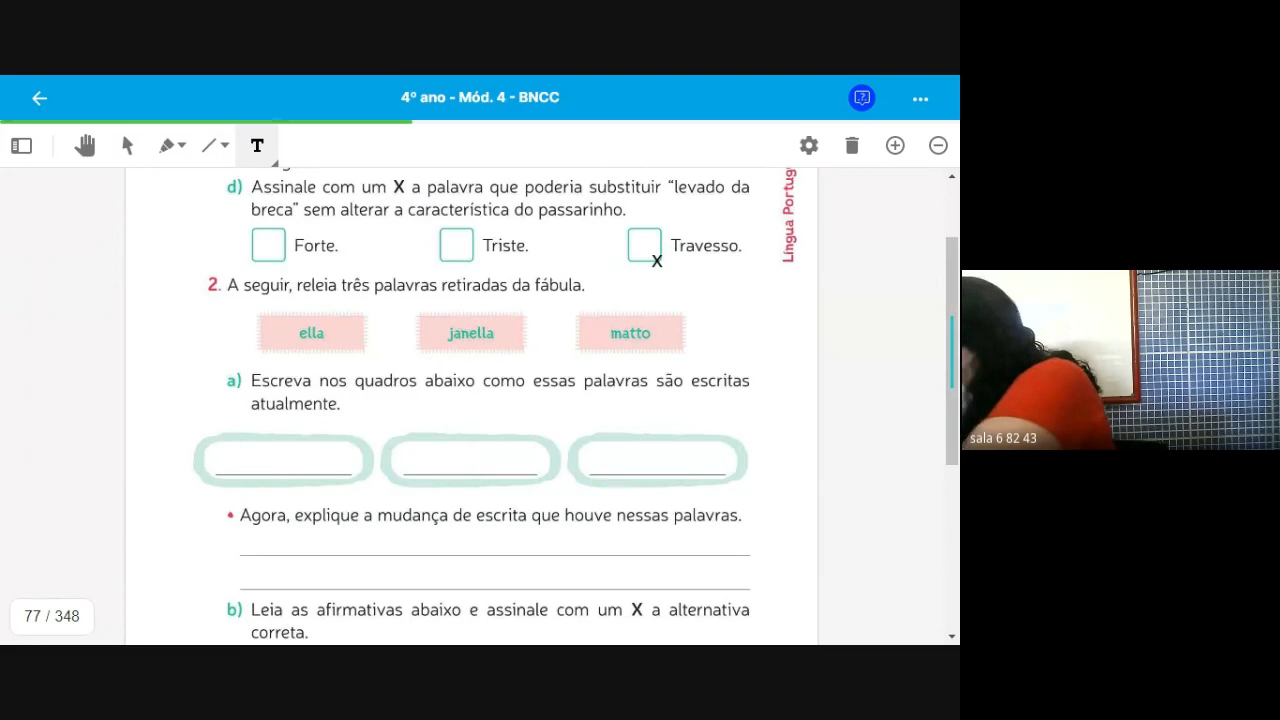 4º ano - Mód. 4 - BNCC
T
d) Assinale com um X a palavra que poderia substituir “levado da
breca” sem alterar a característica do passarinho.
Forte. Triste. Travesso.
X
Língua Portug
2. A seguir, releia três palavras retiradas da fábula.
ella janella matto
a) Escreva nos quadros abaixo como essas palavras são escritas
atualmente.
• Agora, explique a mudança de escrita que houve nessas palavras.
b) Leia as afirmativas abaixo e assinale com um X a alternativa
correta.
77 / 348
sala 6 82 43